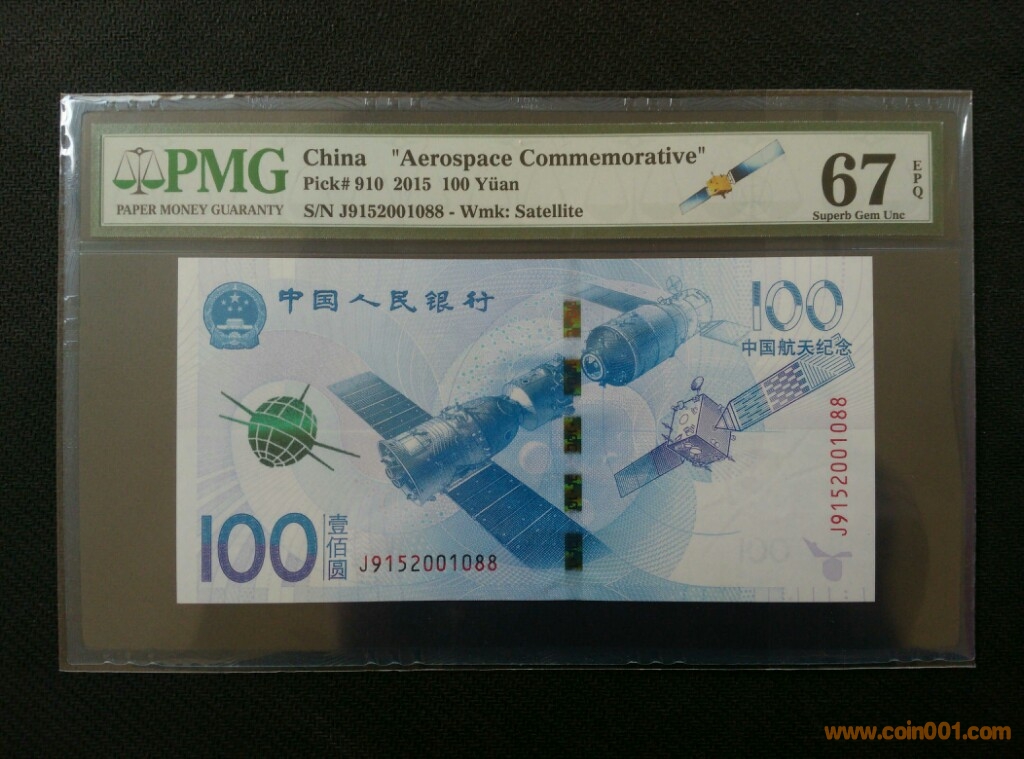 PMG
PAPER MONEY GUARANTY
China "Aerospace Commemorative"
Pick# 910 2015 100 Yüan
S/N J9152001088 - Wmk: Satellite
67
EPQ
Superb Gem Unc
中国人民银行
100
中国航天纪念
J9152001088
100
壹佰圆
J9152001088
www.coin001.com